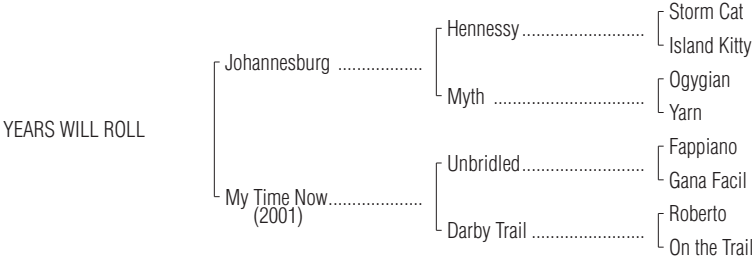 Storm Cat
Hennessy ........................
Island Kitty
Johannesburg .................
Ogygian
Myth ..............................
Yarn
YEARS WILL ROLL
Fappiano
Unbridled ........................
Gana Facil
My Time Now ...................
(2001)
Roberto
Darby Trail ......................
On the Trail